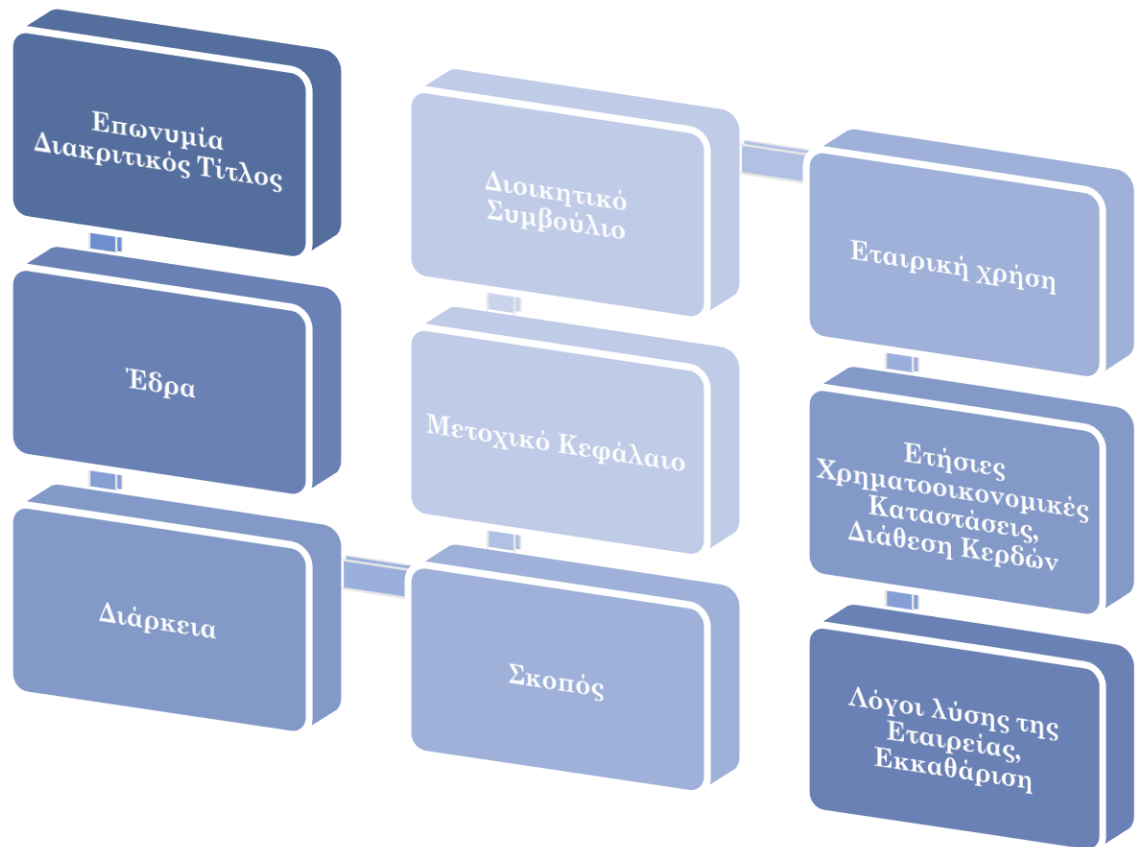 Επωνυμία
Διακριτικός Τίτλος
Έδρα
Διάρκεια
Σκοπός
Μετοχικό Κεφάλαιο
Διοικητικό
Συμβούλιο
Εταιρική χρήση
Ετήσιες
Χρηματοοικονομικές
Καταστάσεις,
Διάθεση Κερδών
Λόγοι λύσης της
Εταιρείας,
Εκκαθάριση